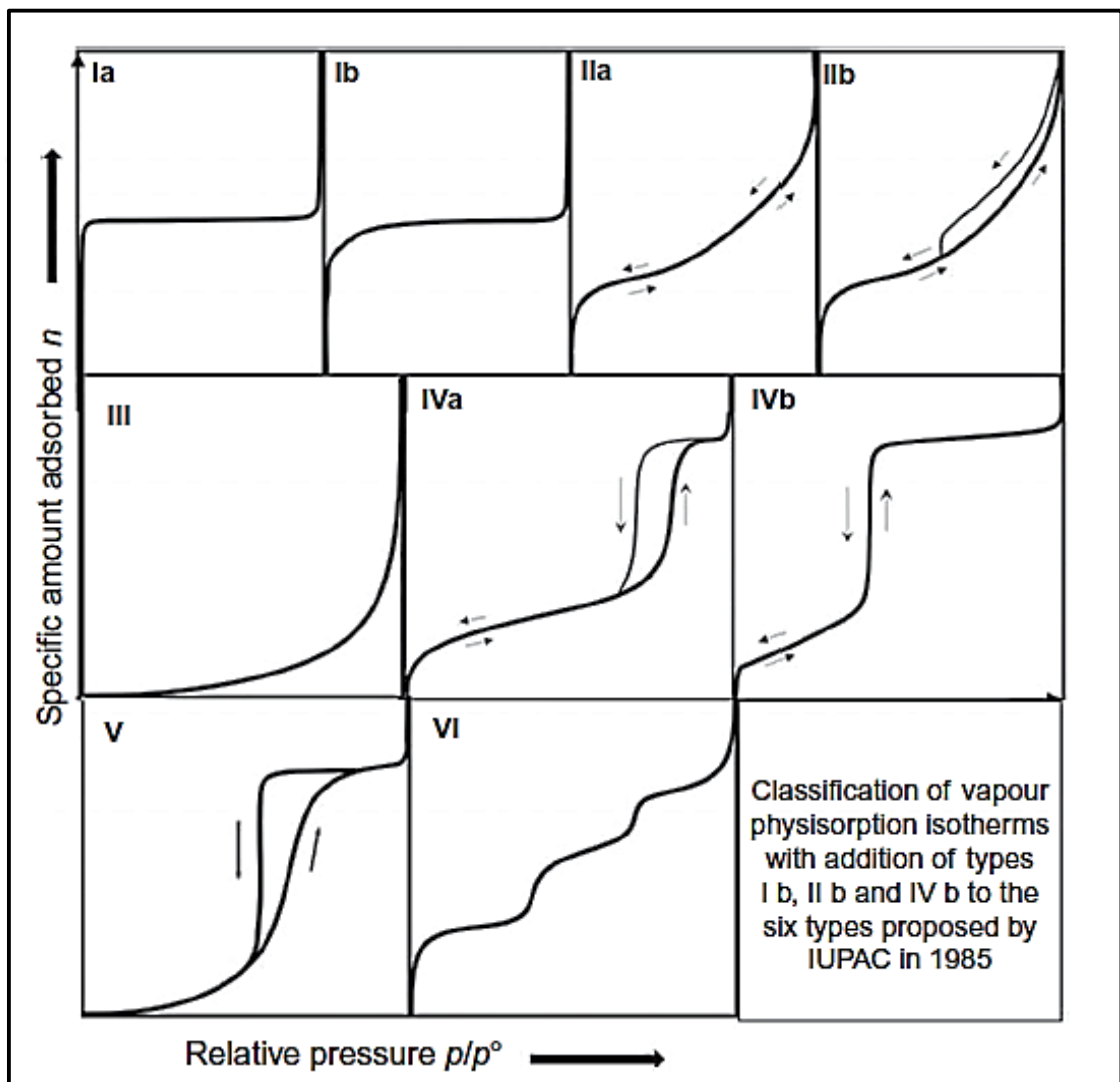 Ia
Ib
IIa
IIb
III
IVa
IVb
V
VI
Classification of vapour
physisorption isotherms
with addition of types
I b, II b and IV b to the
six types proposed by
IUPAC in 1985
Specific amount adsorbed n
Relative pressure p/p°